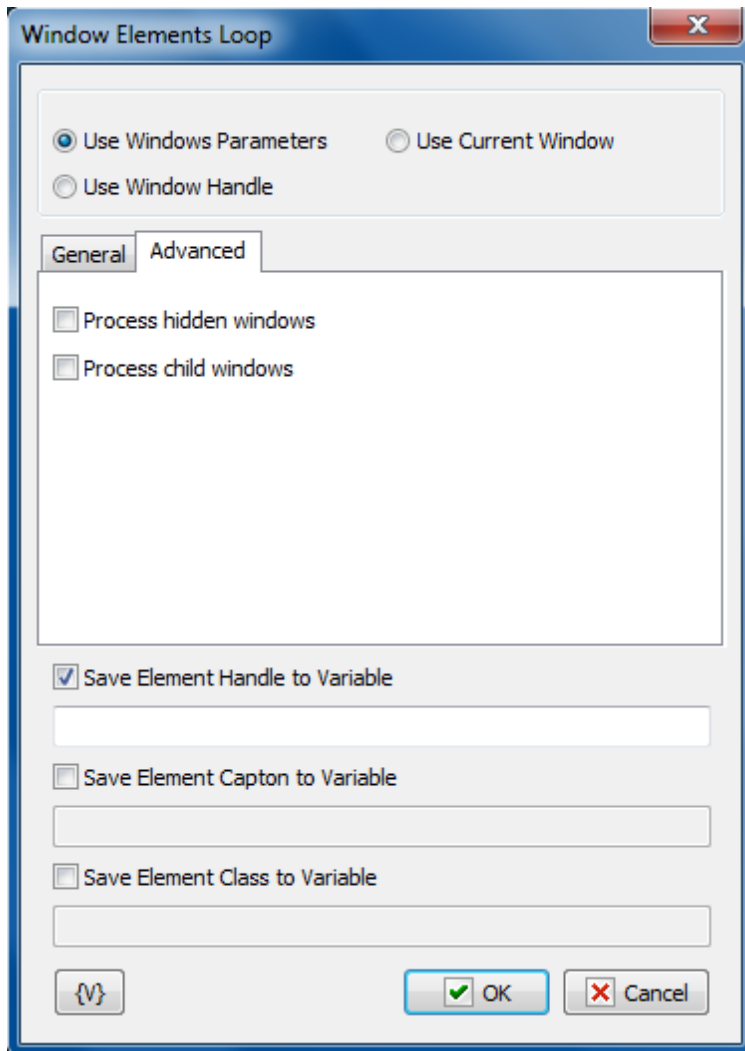 Window Elements Loop
Use Windows Parameters Use Current Window
Use Window Handle
General Advanced
Process hidden windows
Process child windows
Save Element Handle to Variable
Save Element Capton to Variable
Save Element Class to Variable
{V} OK Cancel